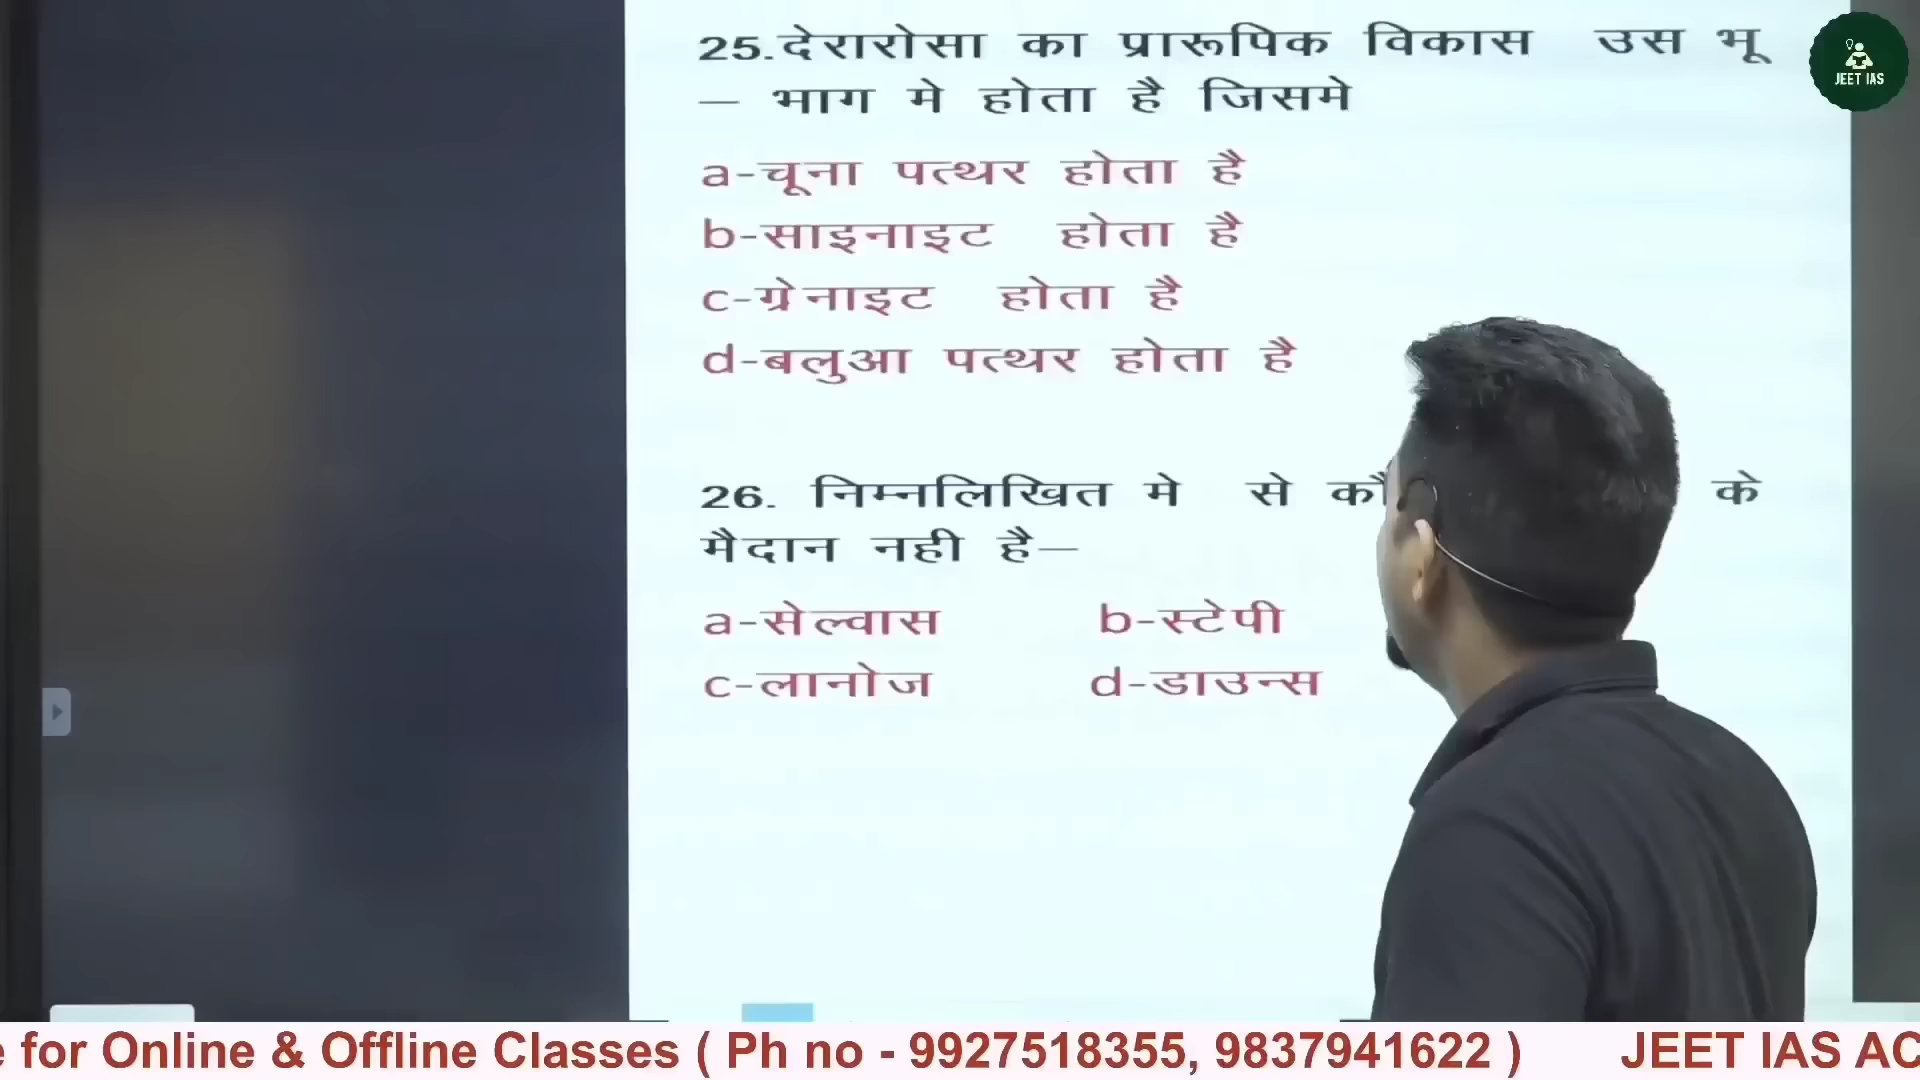 25.देरारोसा का प्रारूपिक विकास उस भू
– भाग मे होता है जिसमे
JEET IAS
a-चूना पत्थर होता है
b-साइनाइट होता है
c-ग्रेनाइट होता है
d-बलुआ पत्थर होता है
26. निम्नलिखित मे से के
मैदान नही है–
a-सेल्वास b-स्टेपी
c-लानोज d-डाउन्स
for Online & Offline Classes ( Ph no - 9927518355, 9837941622 ) JEET IAS